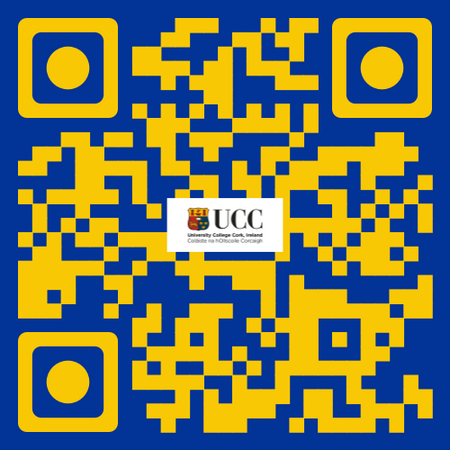 UCC
University College Cork, Ireland
Coláiste na hOllscoile Corcaigh